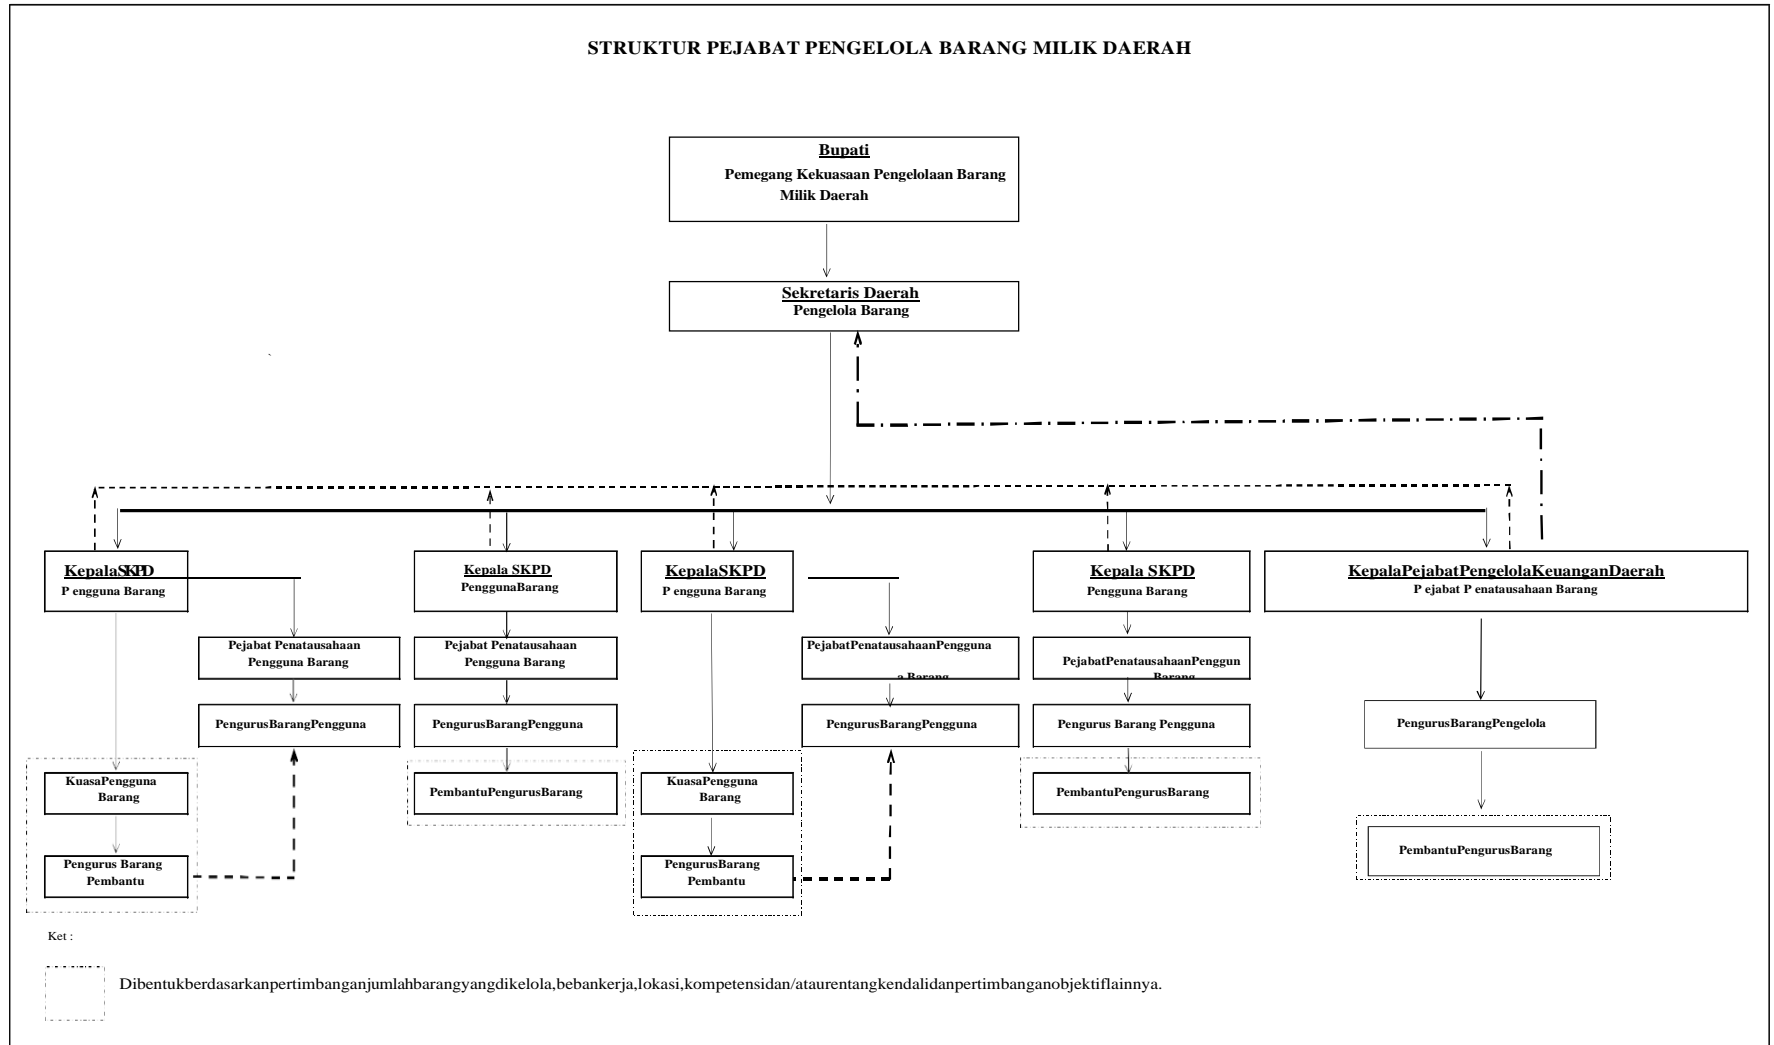 STRUKTUR PEJABAT PENGELOLA BARANG MILIK DAERAH
Bupati
Pemegang Kekuasaan Pengelolaan Barang
Milik Daerah
Sekretaris Daerah
Pengelola Barang
KepalaSKPD
P engguna Barang
Kepala SKPD
PenggunaBarang
KepalaSKPD
P engguna Barang
Kepala SKPD
Pengguna Barang
KepalaPejabatPengelolaKeuanganDaerah
P ejabat P enatausahaan Barang
Pejabat Penatausahaan
Pengguna Barang
Pejabat Penatausahaan
Pengguna Barang
PejabatPenatausahaanPengguna
a Barang
PejabatPenatausahaanPenggun
Barang
PengurusBarangPengguna
PengurusBarangPengguna
PengurusBarangPengguna
Pengurus Barang Pengguna
PengurusBarangPengelola
KuasaPengguna
Barang
PembantuPengurusBarang
KuasaPengguna
Barang
PembantuPengurusBarang
PembantuPengurusBarang
Pengurus Barang
Pembantu
PengurusBarang
Pembantu
Ket :
Dibentukberdasarkanpertimbanganjumlahbarangyangdikelola,bebankerja,lokasi,kompetensidan/ataurentangkendalidanpertimbanganobjektiflainnya.